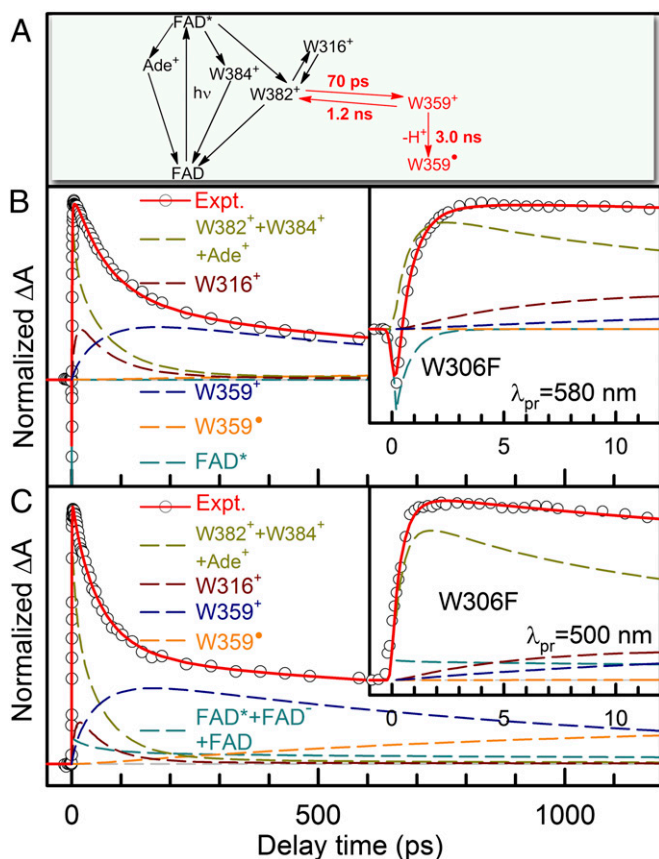 A
FAD*
W316⁺
Ade⁺
W384⁺
hν
W382⁺
70 ps
W359⁺
1.2 ns
-H⁺ 3.0 ns
W359•
FAD
B
Normalized ΔA
Expt.
W382⁺+W384⁺
+Ade⁺
W316⁺
W359⁺
W359•
FAD*
W306F
λpr=580 nm
0 5 10
C
Normalized ΔA
Expt.
W382⁺+W384⁺
+Ade⁺
W316⁺
W359⁺
W359•
FAD*+FAD⁻
+FAD
W306F
λpr=500 nm
0 5 10
0 500 1000
Delay time (ps)